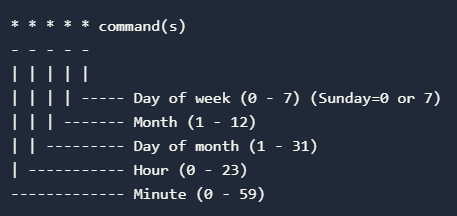 * * * * * command(s)
- - - - -
| | | | |
| | | | ----- Day of week (0 - 7) (Sunday=0 or 7)
| | | ------- Month (1 - 12)
| | --------- Day of month (1 - 31)
| ----------- Hour (0 - 23)
------------- Minute (0 - 59)